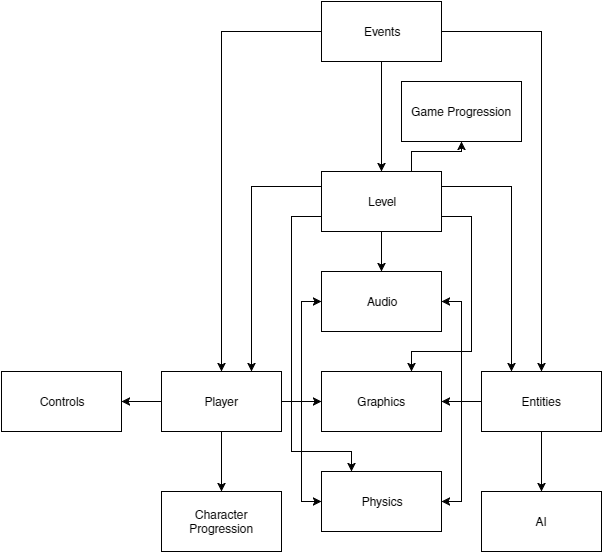 Events
Game Progression
Level
Audio
Controls
Player
Graphics
Entities
Physics
Character
Progression
AI